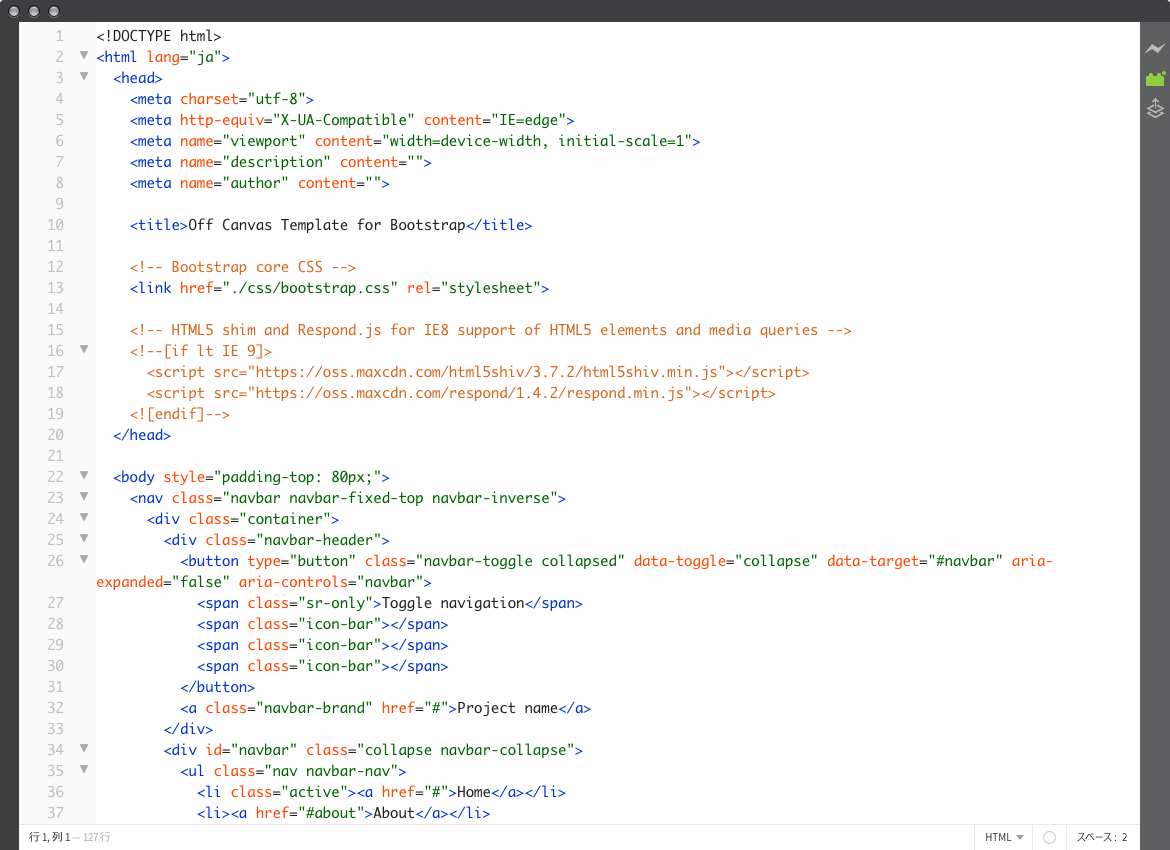 1 <!DOCTYPE html>
2 <html lang="ja">
3 <head>
4 <meta charset="utf-8">
5 <meta http-equiv="X-UA-Compatible" content="IE=edge">
6 <meta name="viewport" content="width=device-width, initial-scale=1">
7 <meta name="description" content="">
8 <meta name="author" content="">
9
10 <title>Off Canvas Template for Bootstrap</title>
11
12 <!-- Bootstrap core CSS -->
13 <link href="./css/bootstrap.css" rel="stylesheet">
14
15 <!-- HTML5 shim and Respond.js for IE8 support of HTML5 elements and media queries -->
16 <!--[if lt IE 9]>
17 <script src="https://oss.maxcdn.com/html5shiv/3.7.2/html5shiv.min.js"></script>
18 <script src="https://oss.maxcdn.com/respond/1.4.2/respond.min.js"></script>
19 <![endif]-->
20 </head>
21
22 <body style="padding-top: 80px;">
23 <nav class="navbar navbar-fixed-top navbar-inverse">
24 <div class="container">
25 <div class="navbar-header">
26 <button type="button" class="navbar-toggle collapsed" data-toggle="collapse" data-target="#navbar" aria-
expanded="false" aria-controls="navbar">
27 <span class="sr-only">Toggle navigation</span>
28 <span class="icon-bar"></span>
29 <span class="icon-bar"></span>
30 <span class="icon-bar"></span>
31 </button>
32 <a class="navbar-brand" href="#">Project name</a>
33 </div>
34 <div id="navbar" class="collapse navbar-collapse">
35 <ul class="nav navbar-nav">
36 <li class="active"><a href="#">Home</a></li>
37 <li><a href="#about">About</a></li>
行 1, 列 1 — 127 行 HTML スペース: 2